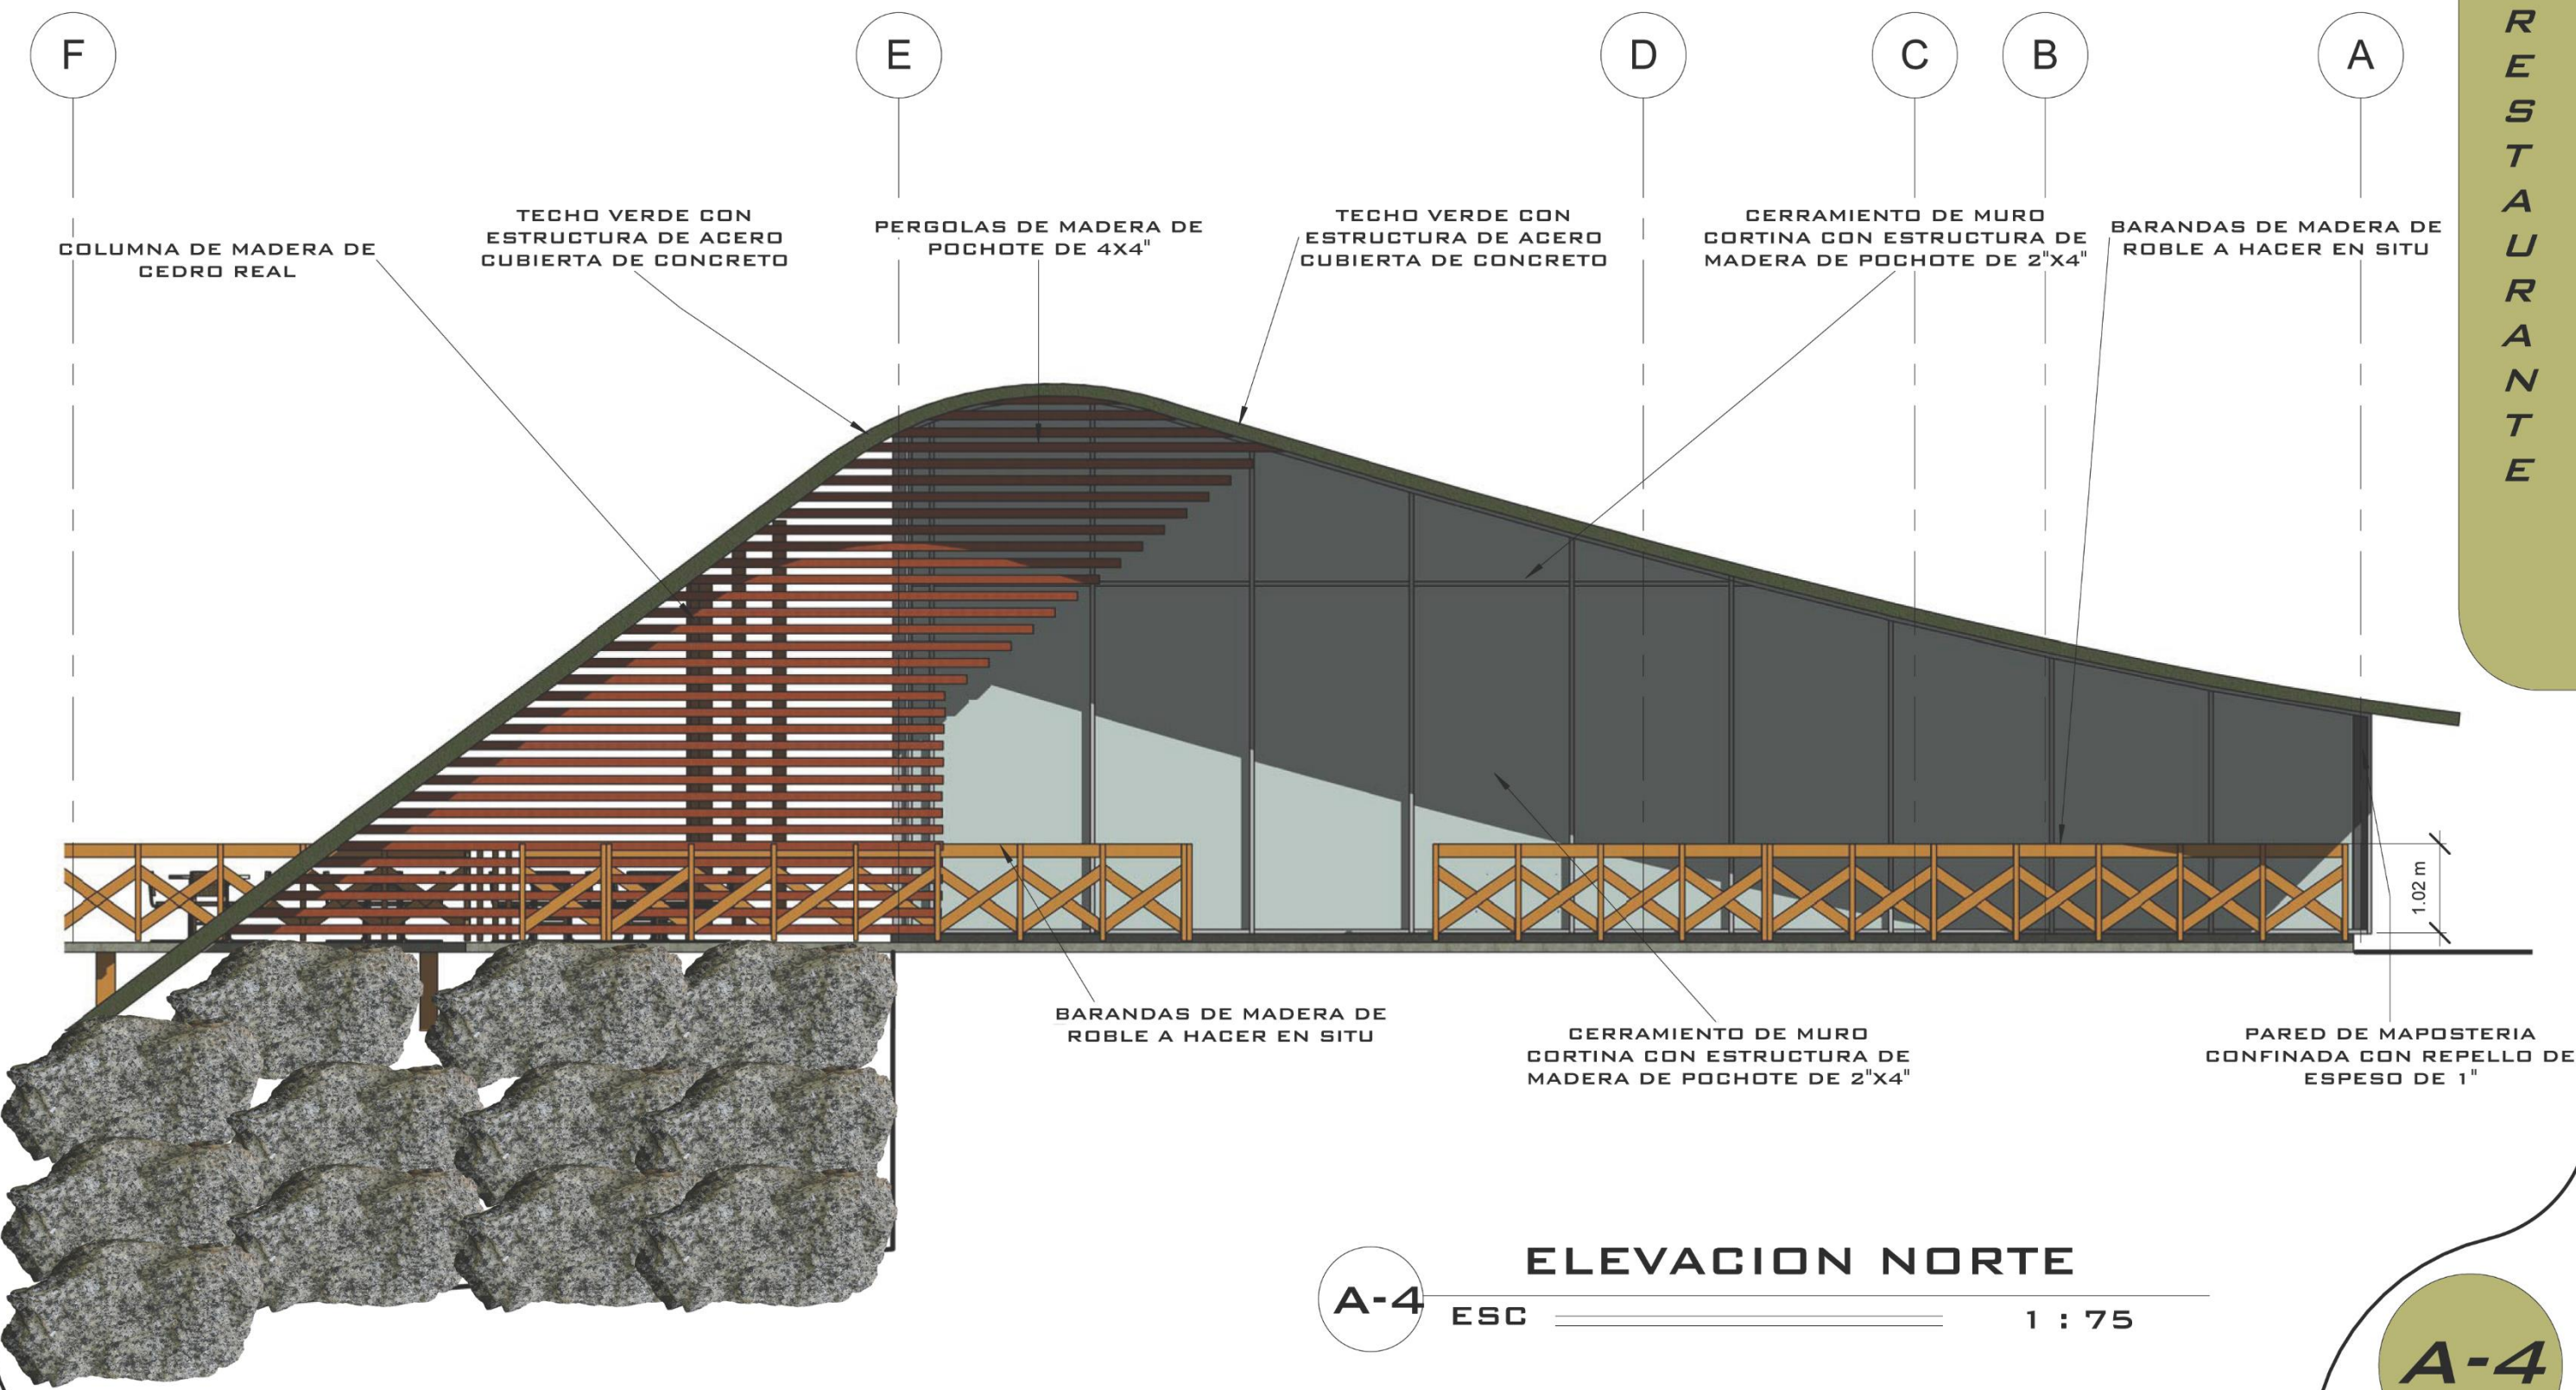 F
E
D
C
B
A
RESTAURANTE
COLUMNA DE MADERA DE
CEDRO REAL
TECHO VERDE CON
ESTRUCTURA DE ACERO
CUBIERTA DE CONCRETO
PERGOLAS DE MADERA DE
POCHOTE DE 4X4"
TECHO VERDE CON
ESTRUCTURA DE ACERO
CUBIERTA DE CONCRETO
CERRAMIENTO DE MURO
CORTINA CON ESTRUCTURA DE
MADERA DE POCHOTE DE 2"X4"
BARANDAS DE MADERA DE
ROBLE A HACER EN SITU
1.02 m
BARANDAS DE MADERA DE
ROBLE A HACER EN SITU
CERRAMIENTO DE MURO
CORTINA CON ESTRUCTURA DE
MADERA DE POCHOTE DE 2"X4"
PARED DE MAPOSTERIA
CONFINADA CON REPELLO DE
ESPESO DE 1"
ELEVACION NORTE
A-4
ESC 1 : 75
A-4